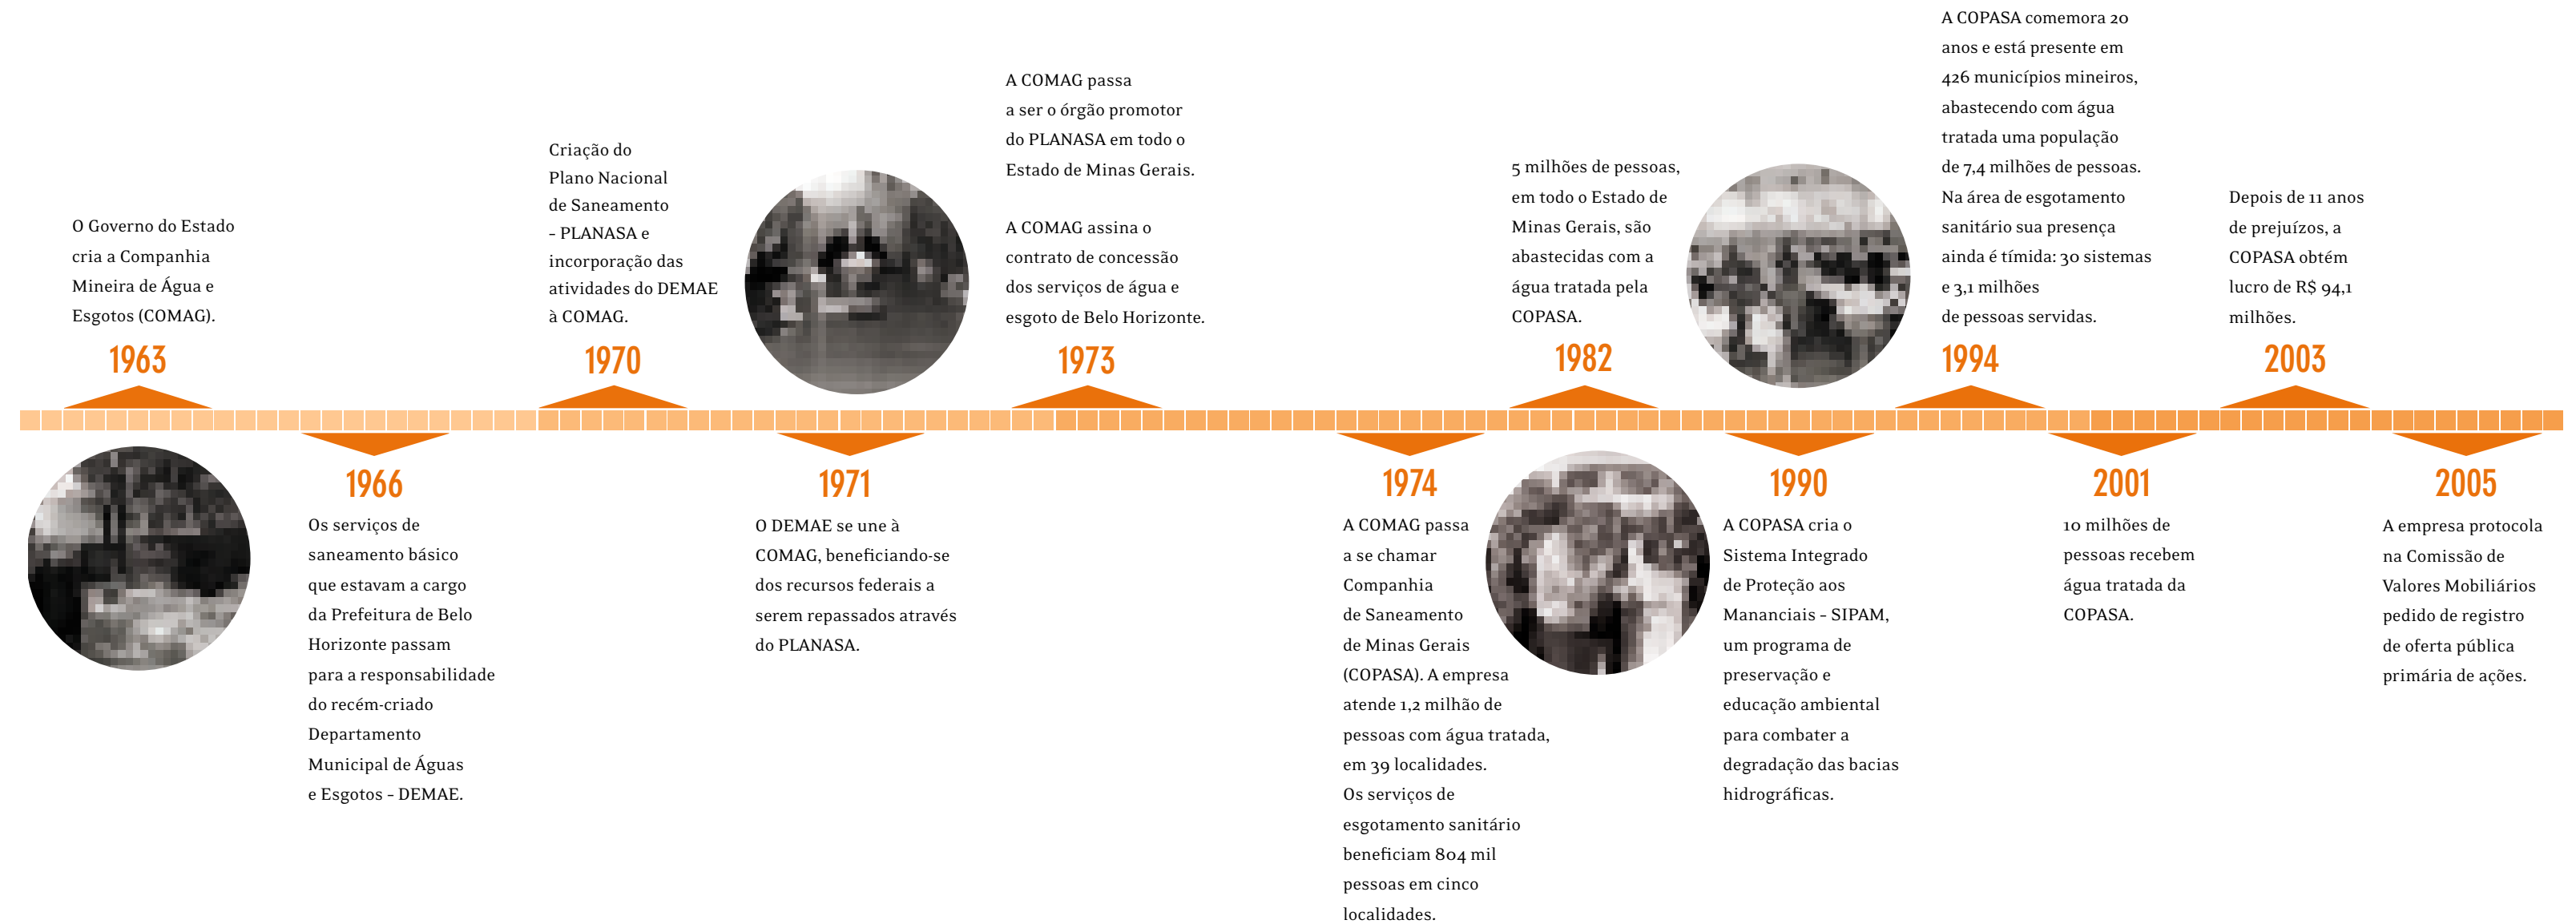 O Governo do Estado
cria a Companhia
Mineira de Água e
Esgotos (COMAG).
1963
1966
Os serviços de
saneamento básico
que estavam a cargo
da Prefeitura de Belo
Horizonte passam
para a responsabilidade
do recém-criado
Departamento
Municipal de Águas
e Esgotos – DEMAE.
Criação do
Plano Nacional
de Saneamento
– PLANASA e
incorporação das
atividades do DEMAE
à COMAG.
1970
1971
O DEMAE se une à
COMAG, beneficiando-se
dos recursos federais a
serem repassados através
do PLANASA.
A COMAG passa
a ser o órgão promotor
do PLANASA em todo o
Estado de Minas Gerais.
A COMAG assina o
contrato de concessão
dos serviços de água e
esgoto de Belo Horizonte.
1973
1974
A COMAG passa
a se chamar
Companhia
de Saneamento
de Minas Gerais
(COPASA). A empresa
atende 1,2 milhão de
pessoas com água tratada,
em 39 localidades.
Os serviços de
esgotamento sanitário
beneficiam 804 mil
pessoas em cinco
localidades.
5 milhões de pessoas,
em todo o Estado de
Minas Gerais, são
abastecidas com a
água tratada pela
COPASA.
1982
1990
A COPASA cria o
Sistema Integrado
de Proteção aos
Mananciais – SIPAM,
um programa de
preservação e
educação ambiental
para combater a
degradação das bacias
hidrográficas.
A COPASA comemora 20
anos e está presente em
426 municípios mineiros,
abastecendo com água
tratada uma população
de 7,4 milhões de pessoas.
Na área de esgotamento
sanitário sua presença
ainda é tímida: 30 sistemas
e 3,1 milhões
de pessoas servidas.
1994
2001
10 milhões de
pessoas recebem
água tratada da
COPASA.
Depois de 11 anos
de prejuízos, a
COPASA obtém
lucro de R$ 94,1
milhões.
2003
2005
A empresa protocola
na Comissão de
Valores Mobiliários
pedido de registro
de oferta pública
primária de ações.